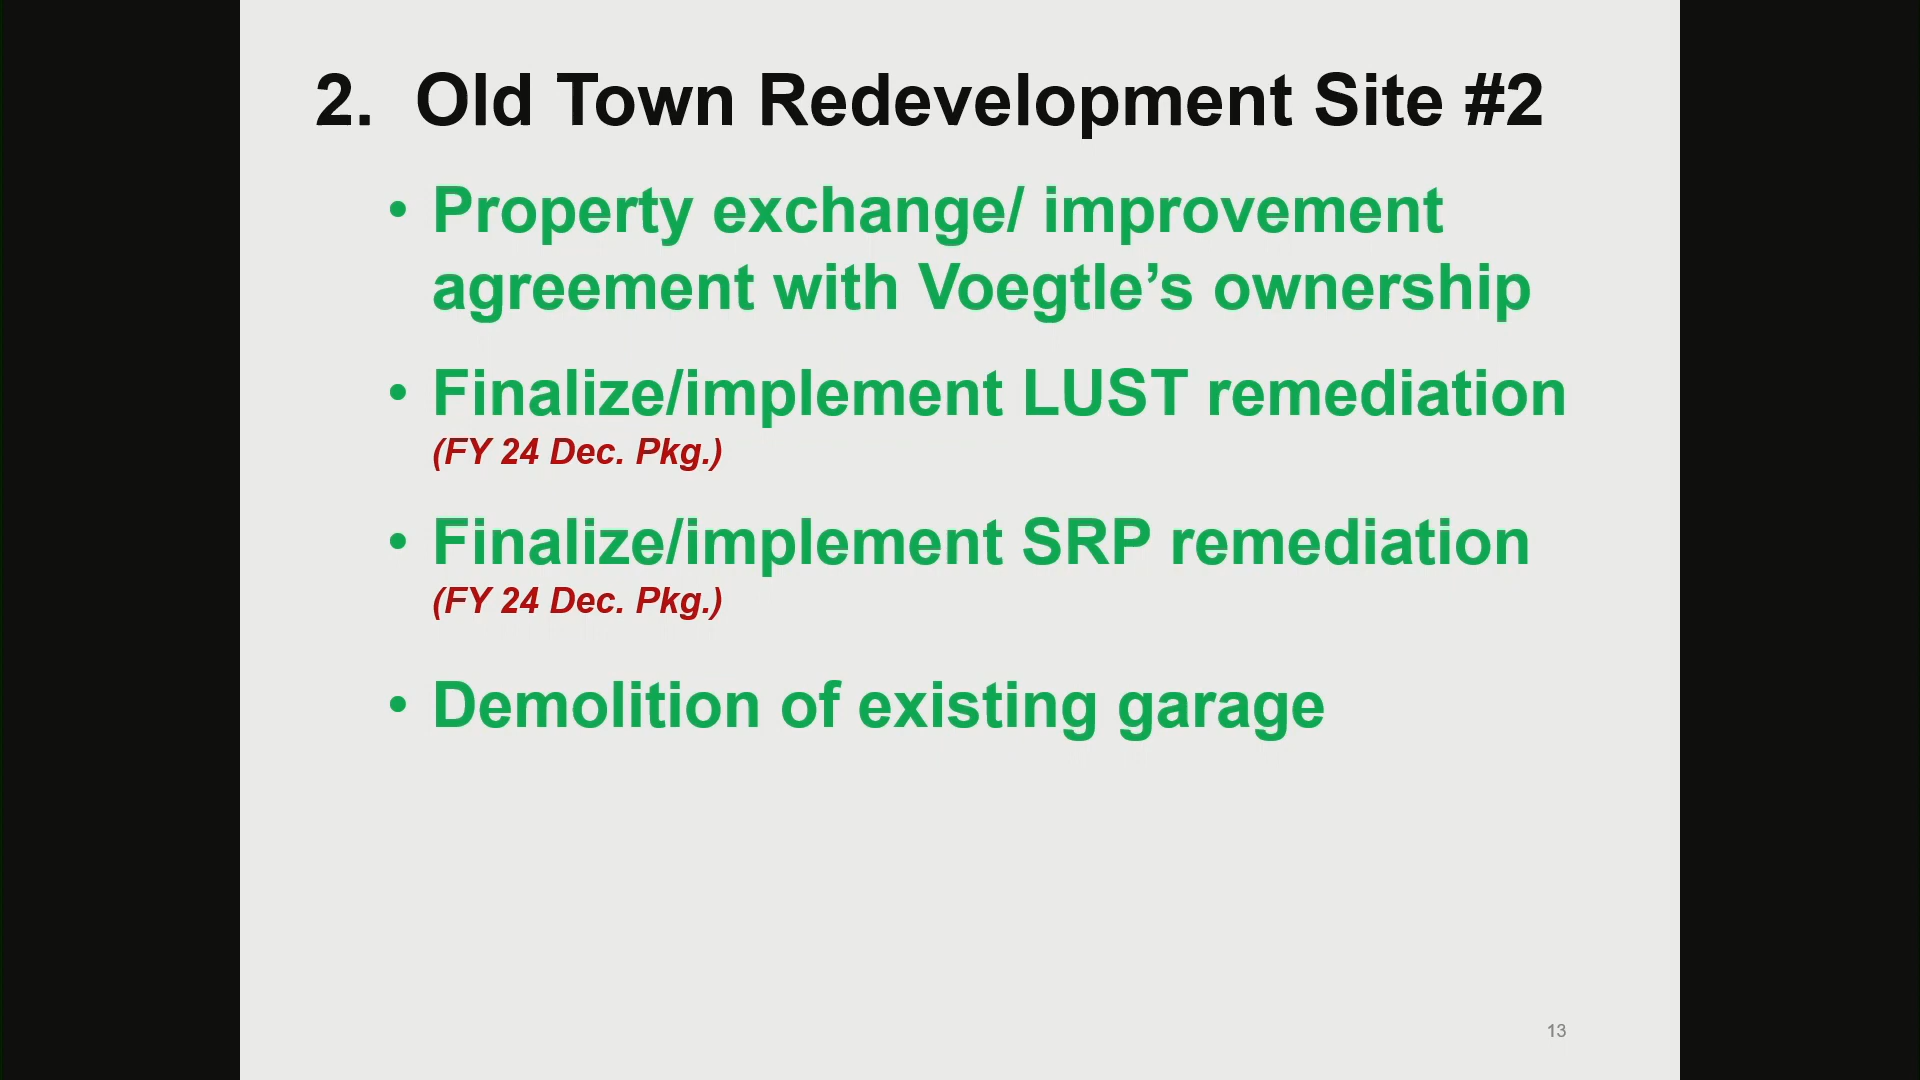 2. Old Town Redevelopment Site #2
• Property exchange/ improvement
agreement with Voegtle’s ownership
• Finalize/implement LUST remediation
(FY 24 Dec. Pkg.)
• Finalize/implement SRP remediation
(FY 24 Dec. Pkg.)
• Demolition of existing garage
13